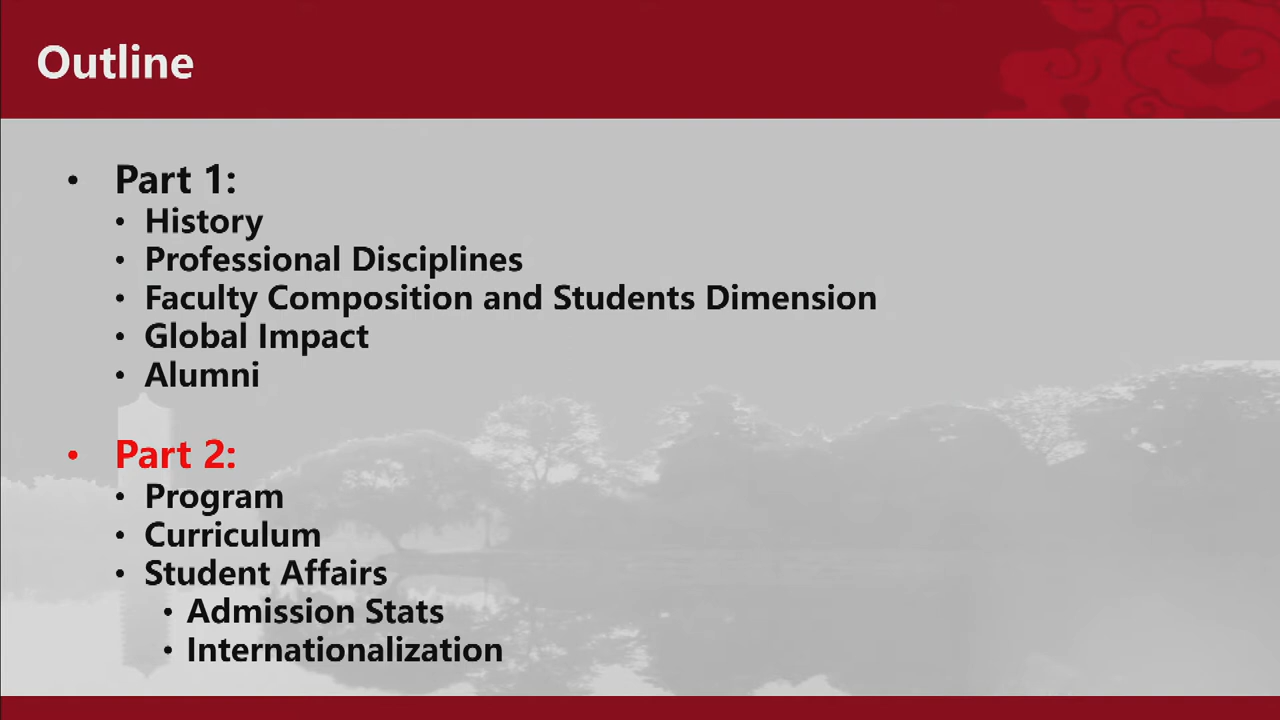 Outline
• Part 1:
• History
• Professional Disciplines
• Faculty Composition and Students Dimension
• Global Impact
• Alumni
• Part 2:
• Program
• Curriculum
• Student Affairs
• Admission Stats
• Internationalization